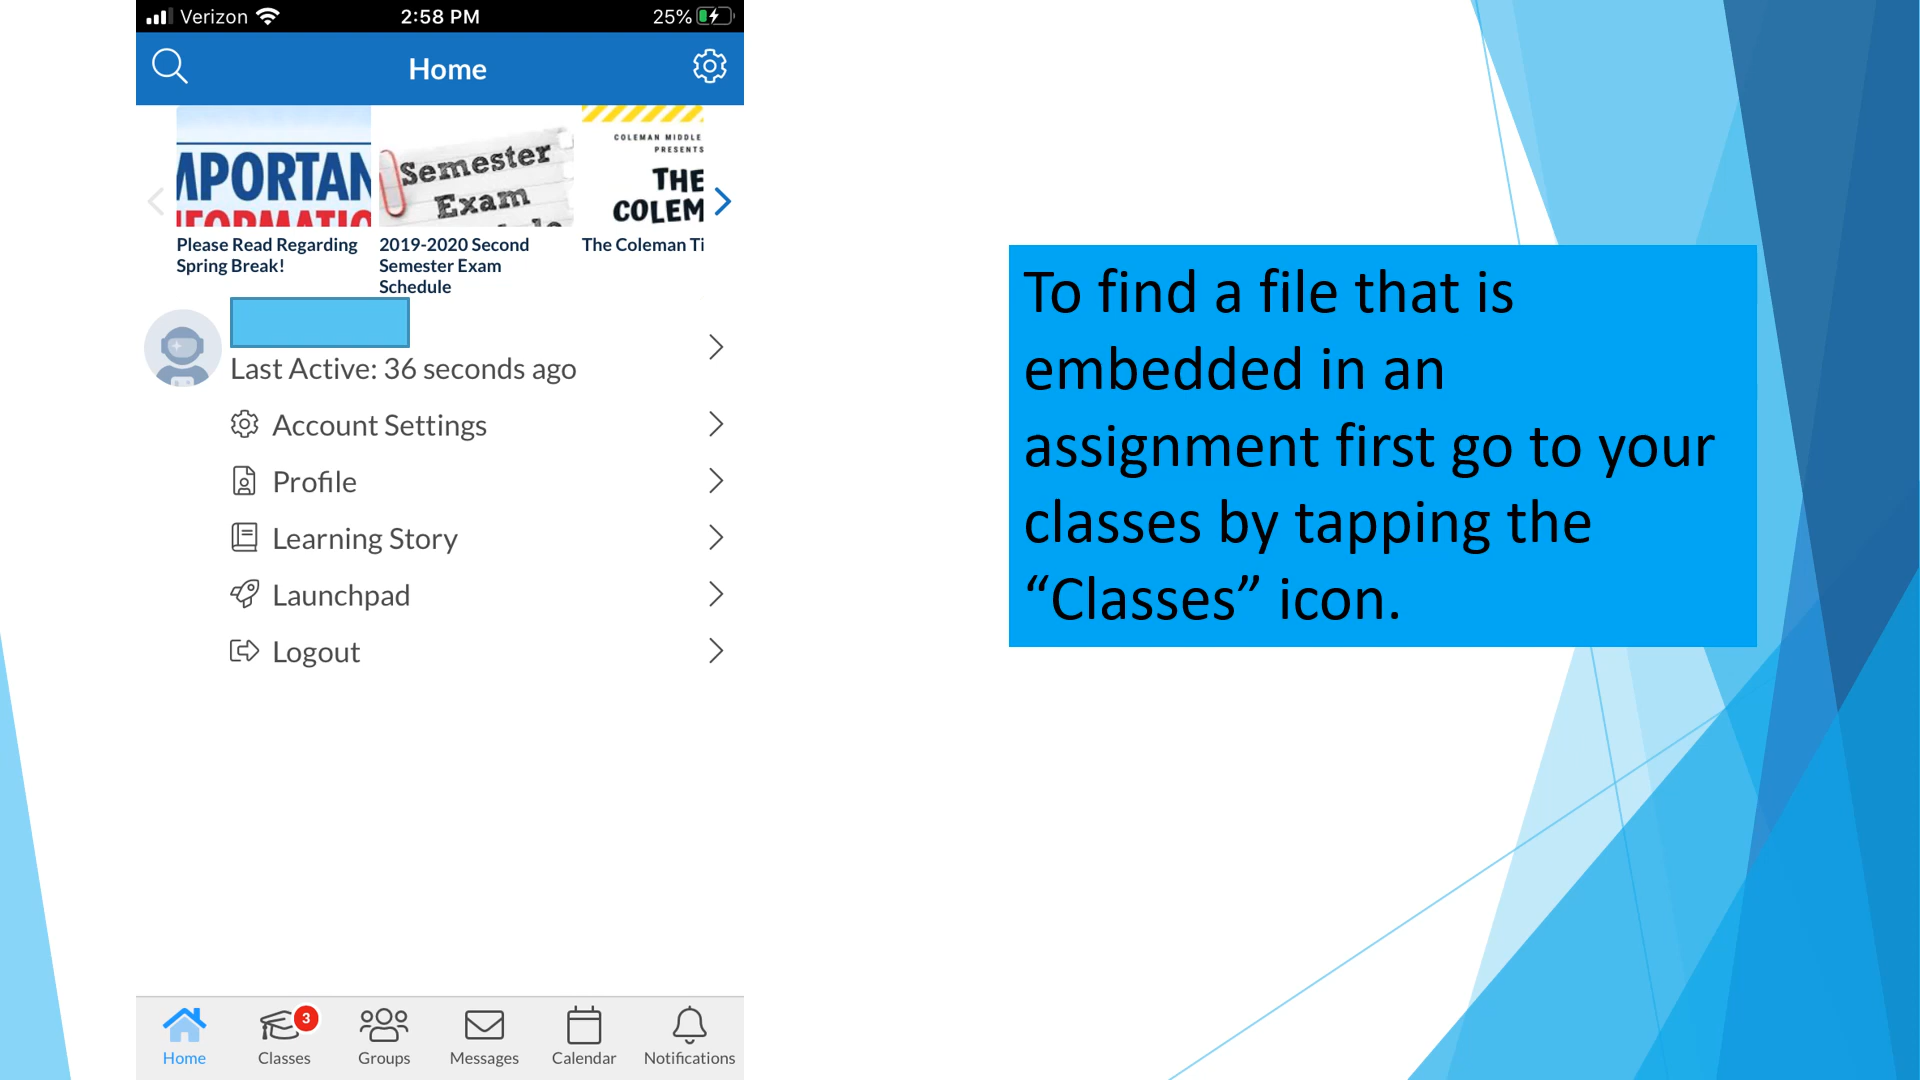 Verizon 2:58 PM 25%
Home
MPORTAN
Semester
Exam
COLEMAN MIDDLE
PRESENTS
THE
COLEM
Please Read Regarding
Spring Break!
2019-2020 Second
Semester Exam
Schedule
The Coleman Ti
Last Active: 36 seconds ago
Account Settings
Profile
Learning Story
Launchpad
Logout
3
Home Classes Groups Messages Calendar Notifications
To find a file that is
embedded in an
assignment first go to your
classes by tapping the
“Classes” icon.